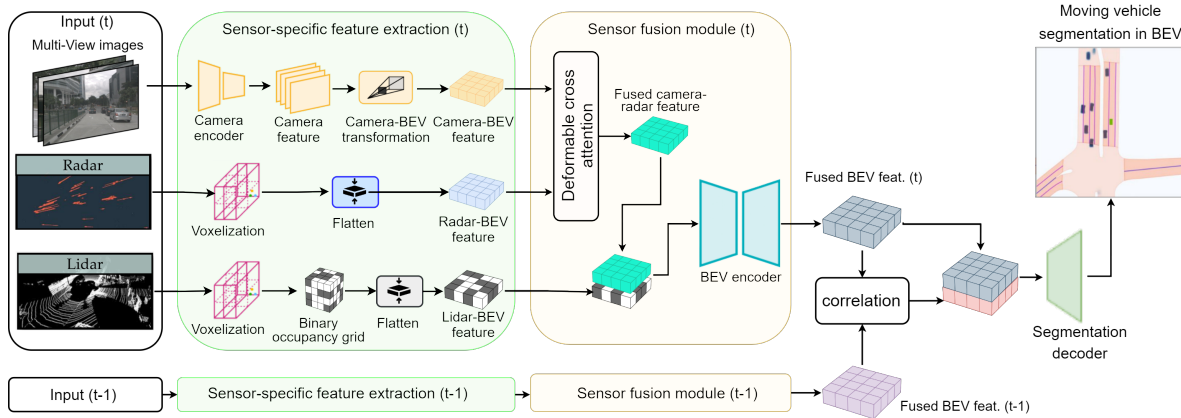 Input (t)
Multi-View images
Radar
Lidar
Sensor-specific feature extraction (t)
Camera
encoder
Camera
feature
Camera-BEV
transformation
Camera-BEV
feature
Voxelization
Flatten
Radar-BEV
feature
Voxelization
Binary
occupancy grid
Flatten
Lidar-BEV
feature
Sensor fusion module (t)
Deformable cross
attention
Fused camera-
radar feature
BEV encoder
Fused BEV feat. (t)
correlation
Moving vehicle
segmentation in BEV
Segmentation
decoder
Input (t-1)
Sensor-specific feature extraction (t-1)
Sensor fusion module (t-1)
Fused BEV feat. (t-1)